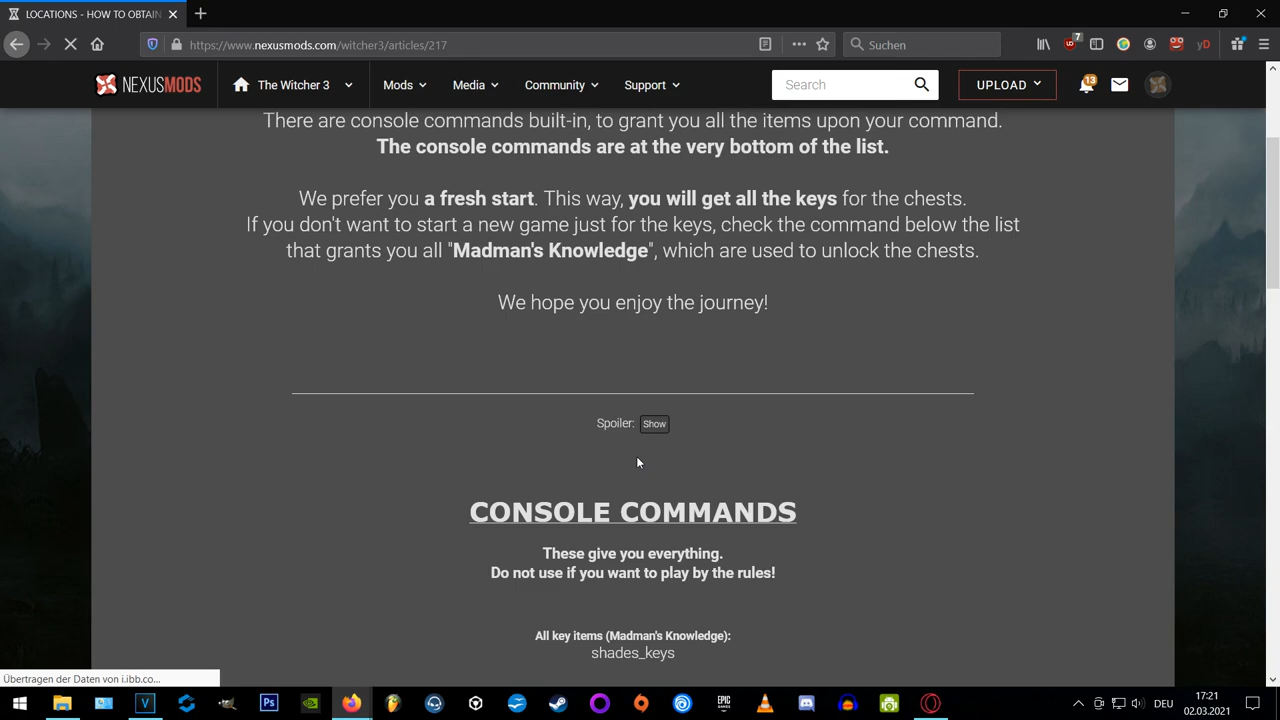 LOCATIONS - HOW TO OBTAIN
https://www.nexusmods.com/witcher3/articles/217
Suchen
7
yD
NEXUSMODS
The Witcher 3
Mods
Media
Community
Support
Search
UPLOAD
13
There are console commands built-in, to grant you all the items upon your command.
The console commands are at the very bottom of the list.
We prefer you a fresh start. This way, you will get all the keys for the chests.
If you don't want to start a new game just for the keys, check the command below the list
that grants you all "Madman's Knowledge", which are used to unlock the chests.
We hope you enjoy the journey!
Spoiler: Show
CONSOLE COMMANDS
These give you everything.
Do not use if you want to play by the rules!
All key items (Madman's Knowledge):
shades_keys
Übertragen der Daten von i.ibb.co...
V
Ps
EPIC
GAMES
DEU
17:21
02.03.2021